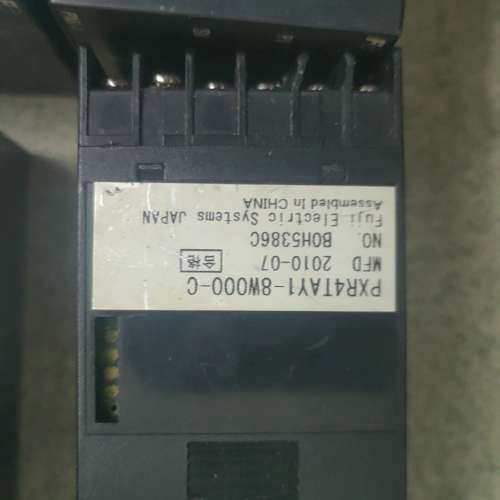 PXR4TAY1-8W000-C
MFD 2010-07 合格
NO. B0H5386C
Fuji Electric Systems JAPAN
Assembled in CHINA